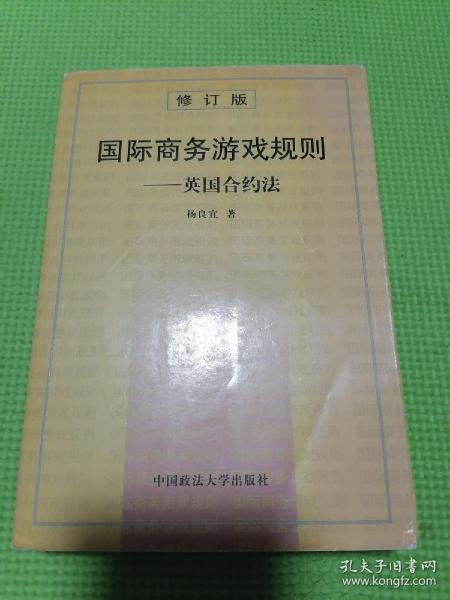 修订版
国际商务游戏规则
——英国合约法
杨良宜 著
中国政法大学出版社
孔夫子旧书网
www.kongfz.com